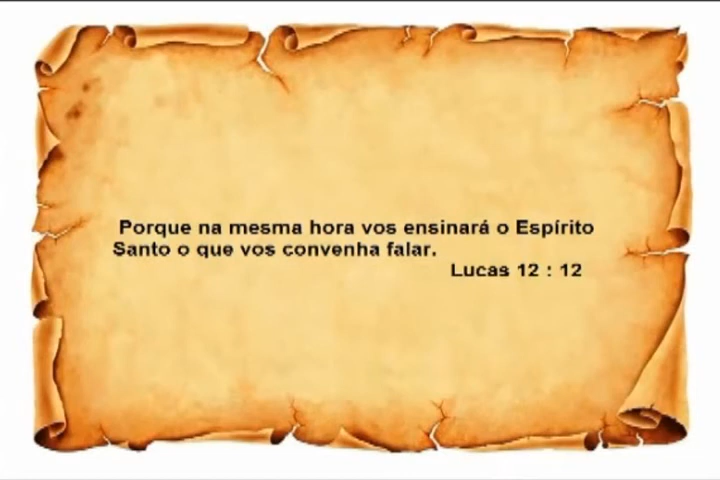 Porque na mesma hora vos ensinará o Espírito
Santo o que vos convenha falar.
Lucas 12 : 12